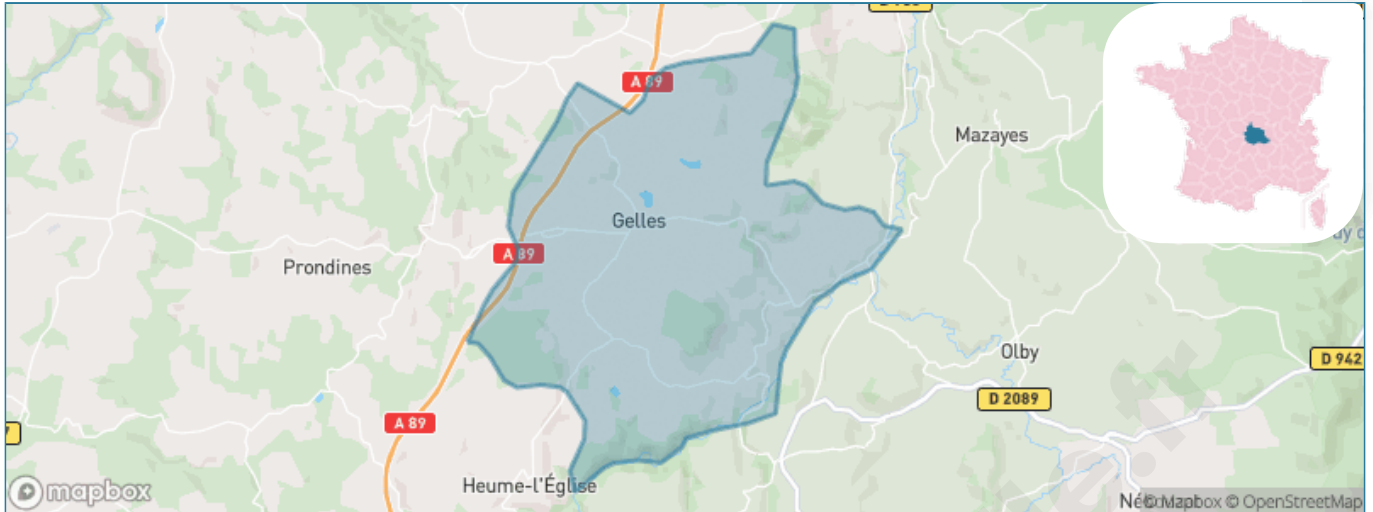 A 89
Mazayes
Gelles
A 89
Prondines
Olby
D 942
D 2089
A 89
Heume-l'Église
mapbox
© Mapbox © OpenStreetMap